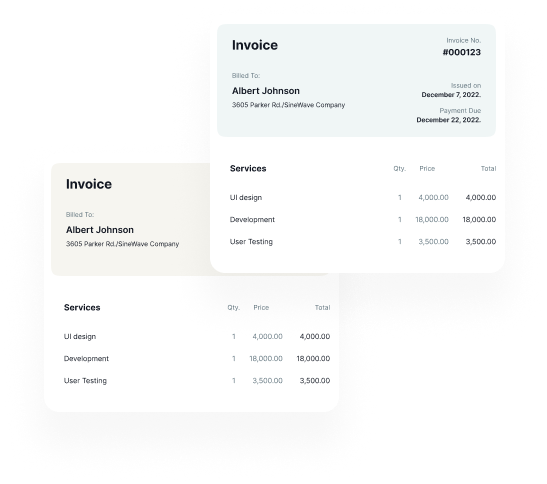 Invoice
Invoice No.
#000123
Billed To:
Albert Johnson
3605 Parker Rd./SineWave Company
Issued on
December 7, 2022.
Payment Due
December 22, 2022.
Services Qty. Price Total
UI design 1 4,000.00 4,000.00
Development 1 18,000.00 18,000.00
User Testing 1 3,500.00 3,500.00
Invoice
Billed To:
Albert Johnson
3605 Parker Rd./SineWave Company
Services Qty. Price Total
UI design 1 4,000.00 4,000.00
Development 1 18,000.00 18,000.00
User Testing 1 3,500.00 3,500.00